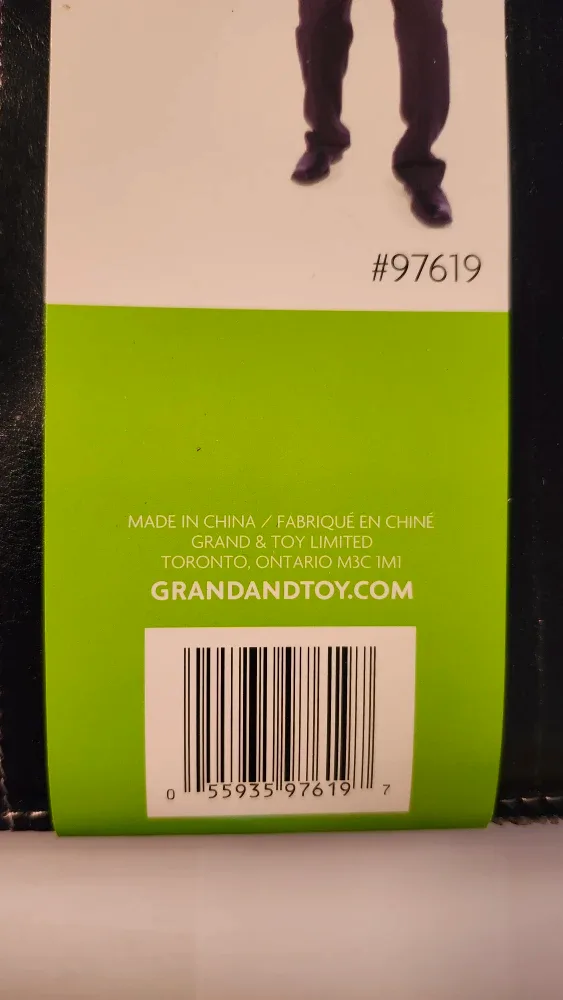 #97619
MADE IN CHINA / FABRIQUÉ EN CHINÉ
GRAND & TOY LIMITED
TORONTO, ONTARIO M3C 1M1
GRANDANDTOY.COM
0 55935 97619 7